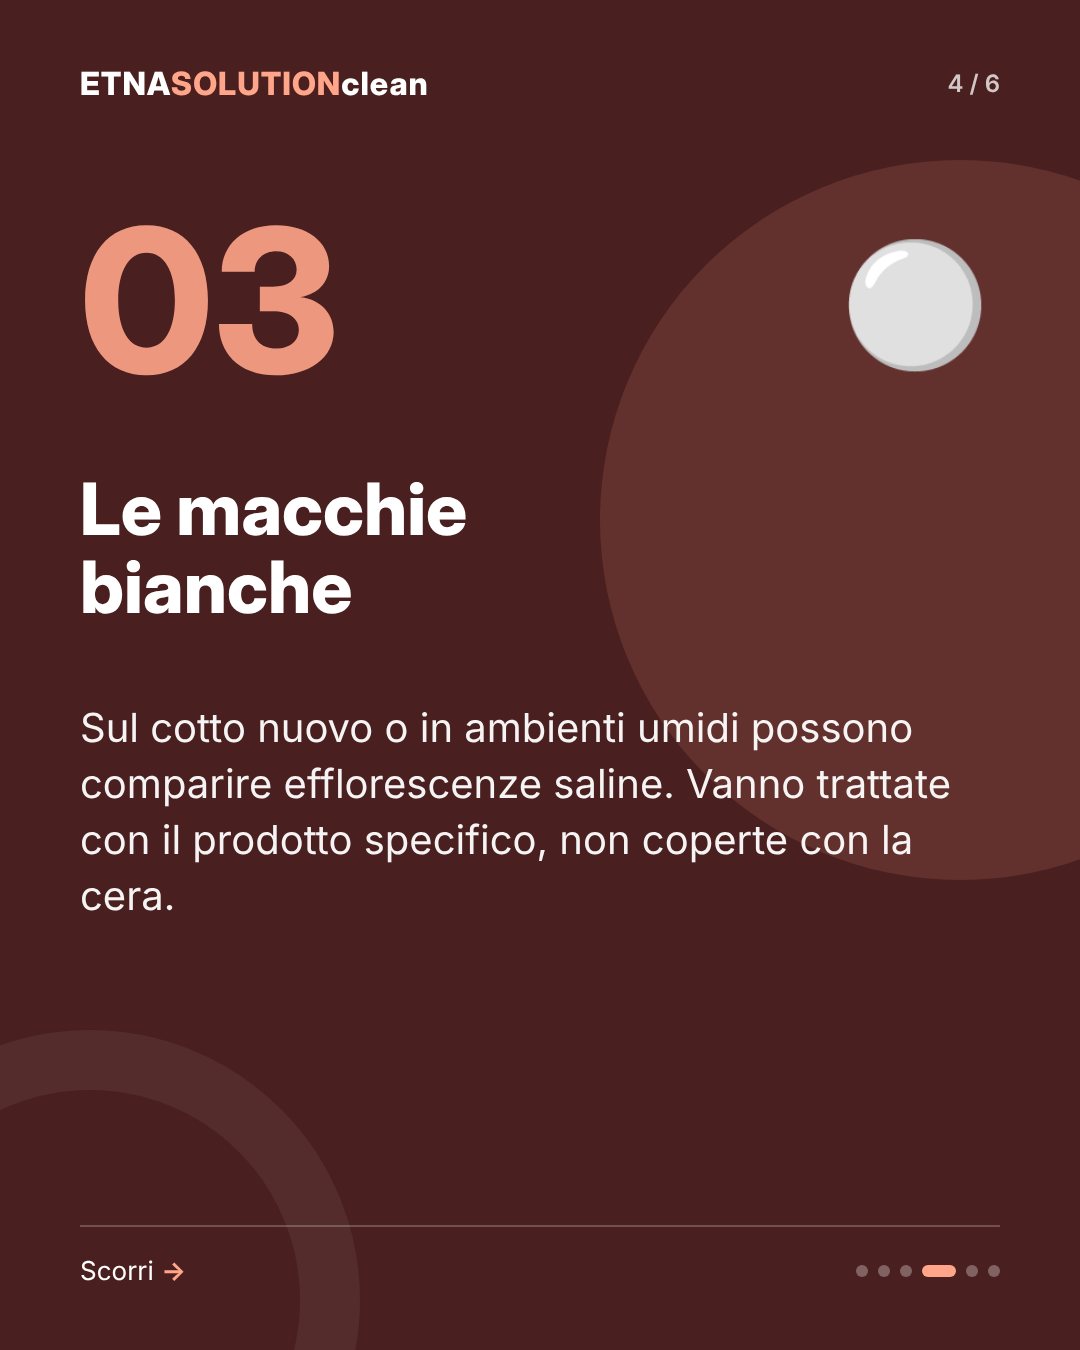 ETNASOLUTIONclean
4 / 6
03
Le macchie
bianche
Sul cotto nuovo o in ambienti umidi possono
comparire efflorescenze saline. Vanno trattate
con il prodotto specifico, non coperte con la
cera.
Scorri →